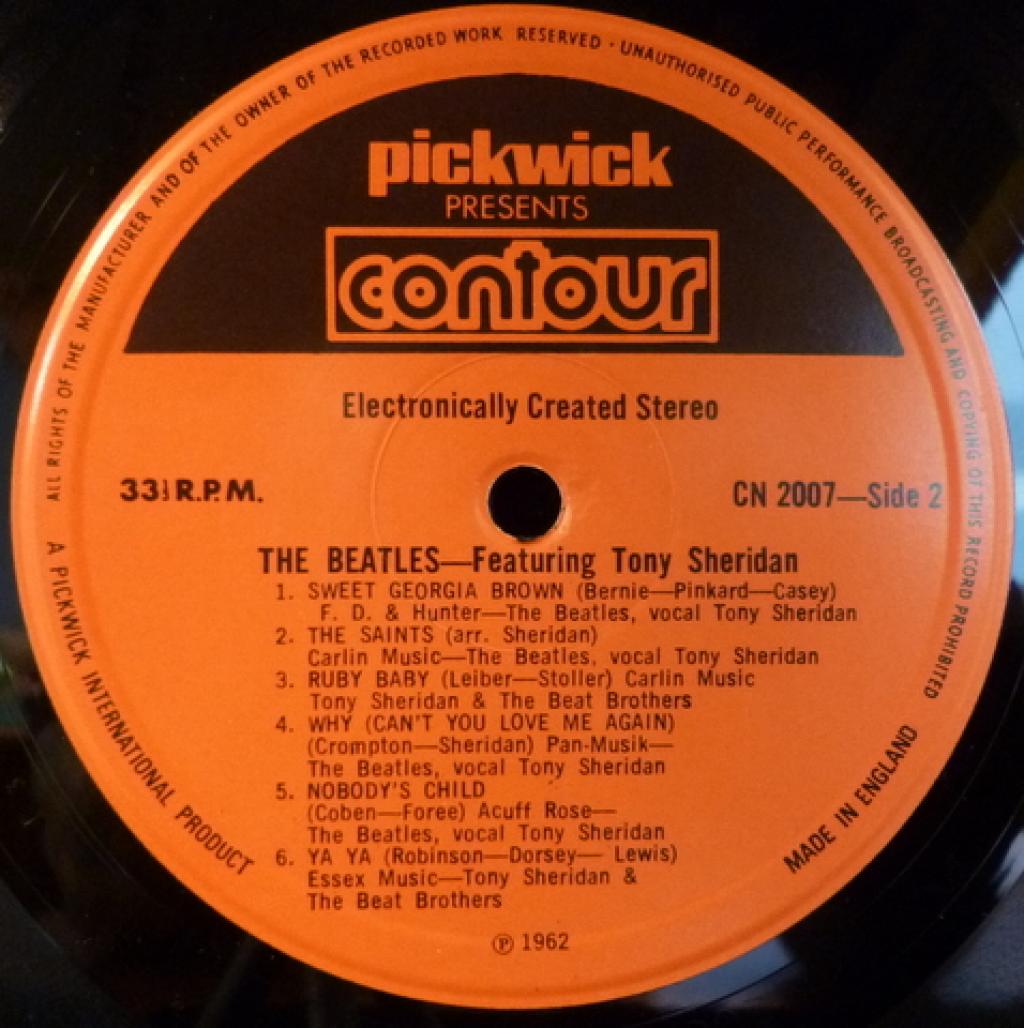 ALL RIGHTS OF THE MANUFACTURER AND OF THE OWNER OF THE RECORDED WORK RESERVED · UNAUTHORISED PUBLIC PERFORMANCE BROADCASTING AND COPYING OF THIS RECORD PROHIBITED
pickwick
PRESENTS
contour
Electronically Created Stereo
33⅓ R.P.M.
CN 2007—Side 2
THE BEATLES—Featuring Tony Sheridan
1. SWEET GEORGIA BROWN (Bernie—Pinkard—Casey)
F. D. & Hunter—The Beatles, vocal Tony Sheridan
2. THE SAINTS (arr. Sheridan)
Carlin Music—The Beatles, vocal Tony Sheridan
3. RUBY BABY (Leiber—Stoller) Carlin Music
Tony Sheridan & The Beat Brothers
4. WHY (CAN'T YOU LOVE ME AGAIN)
(Crompton—Sheridan) Pan-Musik—
The Beatles, vocal Tony Sheridan
5. NOBODY'S CHILD
(Coben—Foree) Acuff Rose—
The Beatles, vocal Tony Sheridan
6. YA YA (Robinson—Dorsey— Lewis)
Essex Music—Tony Sheridan &
The Beat Brothers
℗ 1962
A PICKWICK INTERNATIONAL PRODUCT
MADE IN ENGLAND